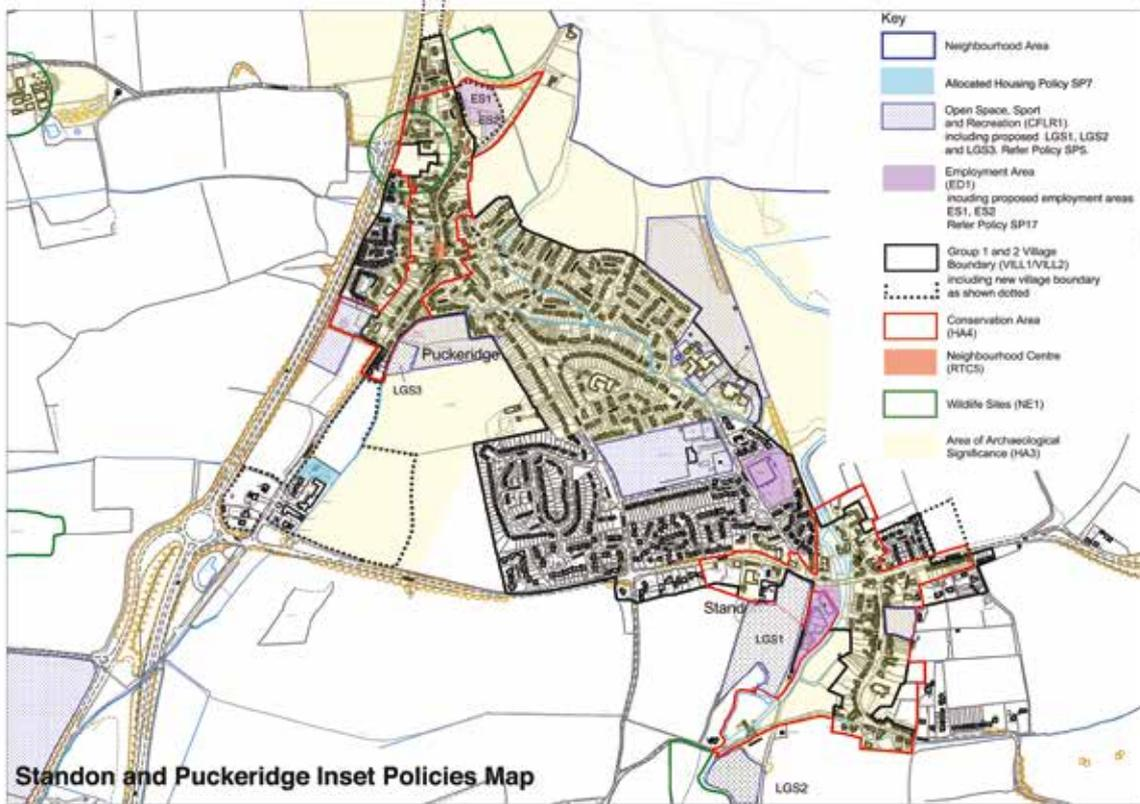 Key
Neighbourhood Area
Allocated Housing Policy SP7
Open Space, Sport
and Recreation (CFLR1)
including proposed LGS1, LGS2
and LGS3. Refer Policy SP5.
Employment Area
(ED1)
incuding proposed employment areas
ES1, ES2
Refer Policy SP17
Group 1 and 2 Village
Boundary (VILL1/VILL2)
including new village boundary
as shown dotted
Conservation Area
(HA4)
Neighbourhood Centre
(RTC5)
Wildlife Sites (NE1)
Area of Archaeological
Significance (HA3)
ES1
ES2
Puckeridge
LGS3
Stand
LGS1
LGS2
Standon and Puckeridge Inset Policies Map